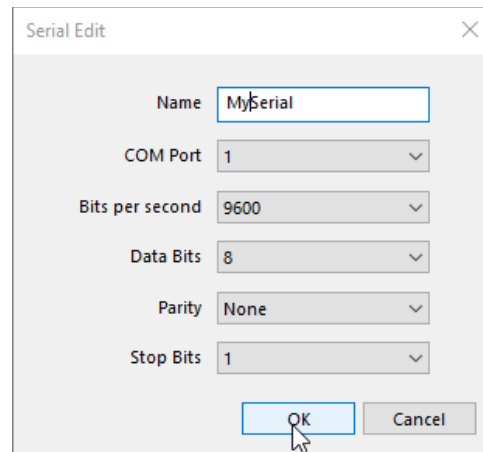 Serial Edit
Name MySerial
COM Port 1
Bits per second 9600
Data Bits 8
Parity None
Stop Bits 1
OK Cancel